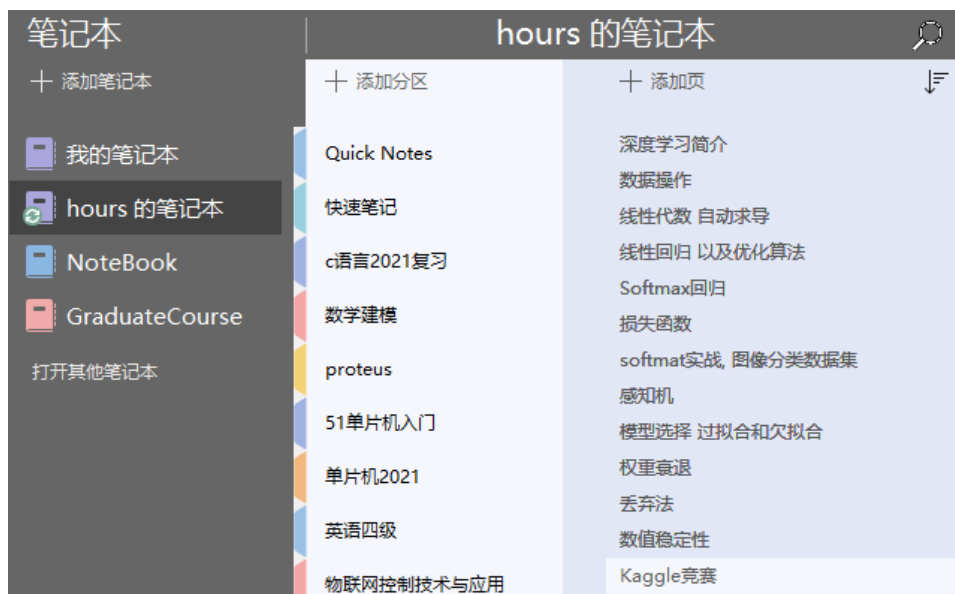 笔记本
hours 的笔记本
添加笔记本
添加分区
添加页
我的笔记本
hours 的笔记本
NoteBook
GraduateCourse
打开其他笔记本
Quick Notes
快速笔记
c语言2021复习
数学建模
proteus
51单片机入门
单片机2021
英语四级
物联网控制技术与应用
深度学习简介
数据操作
线性代数 自动求导
线性回归 以及优化算法
Softmax回归
损失函数
softmat实战, 图像分类数据集
感知机
模型选择 过拟合和欠拟合
权重衰退
丢弃法
数值稳定性
Kaggle竞赛